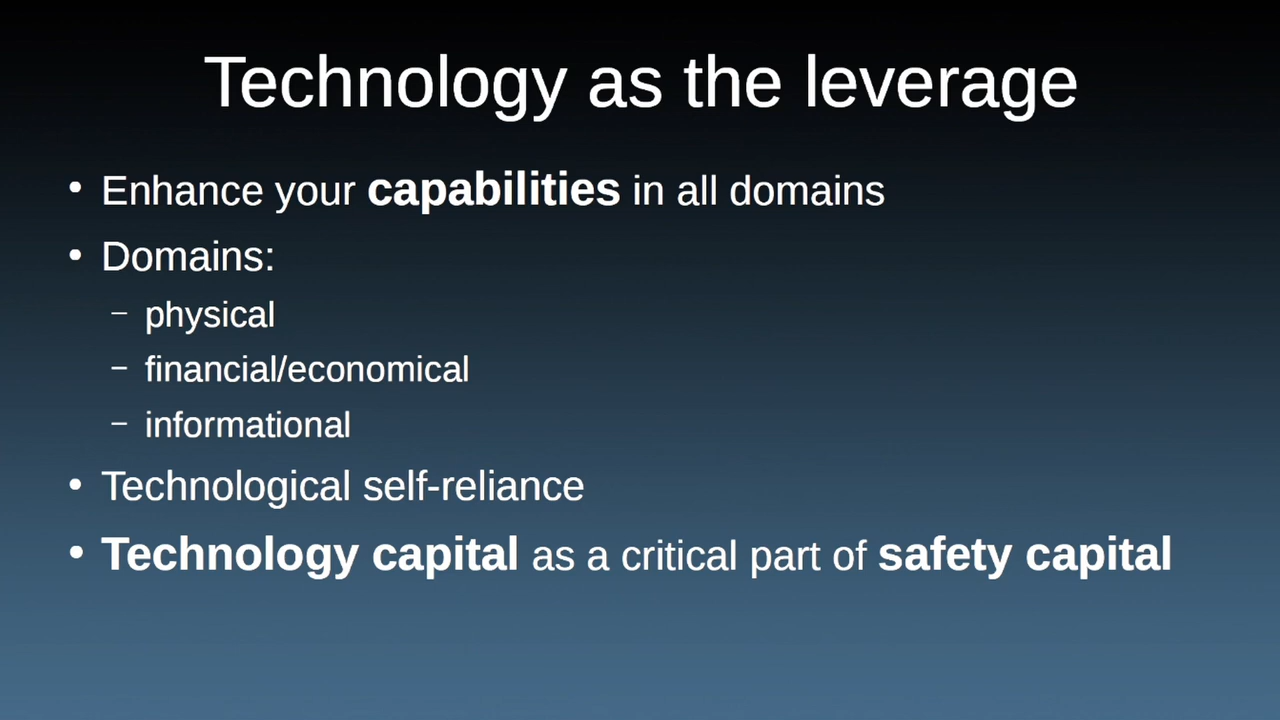 Technology as the leverage
• Enhance your capabilities in all domains
• Domains:
– physical
– financial/economical
– informational
• Technological self-reliance
• Technology capital as a critical part of safety capital